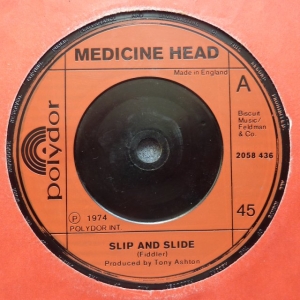 MEDICINE HEAD
Made in England
A
Biscuit
Music/
Feldman
& Co.
2058 436
polydor
℗ 1974
POLYDOR INT.
45
SLIP AND SLIDE
(Fiddler)
Produced by Tony Ashton